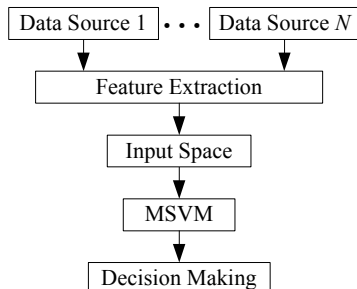 Data Source 1 ••• Data Source N
Feature Extraction
Input Space
MSVM
Decision Making